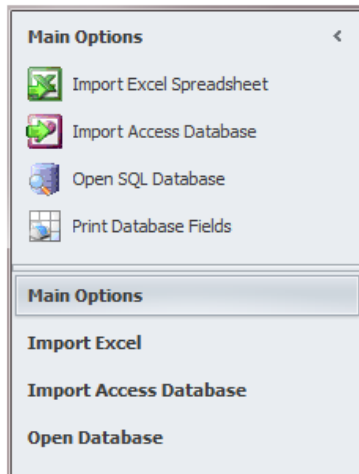 Main Options
Import Excel Spreadsheet
Import Access Database
Open SQL Database
Print Database Fields
Main Options
Import Excel
Import Access Database
Open Database